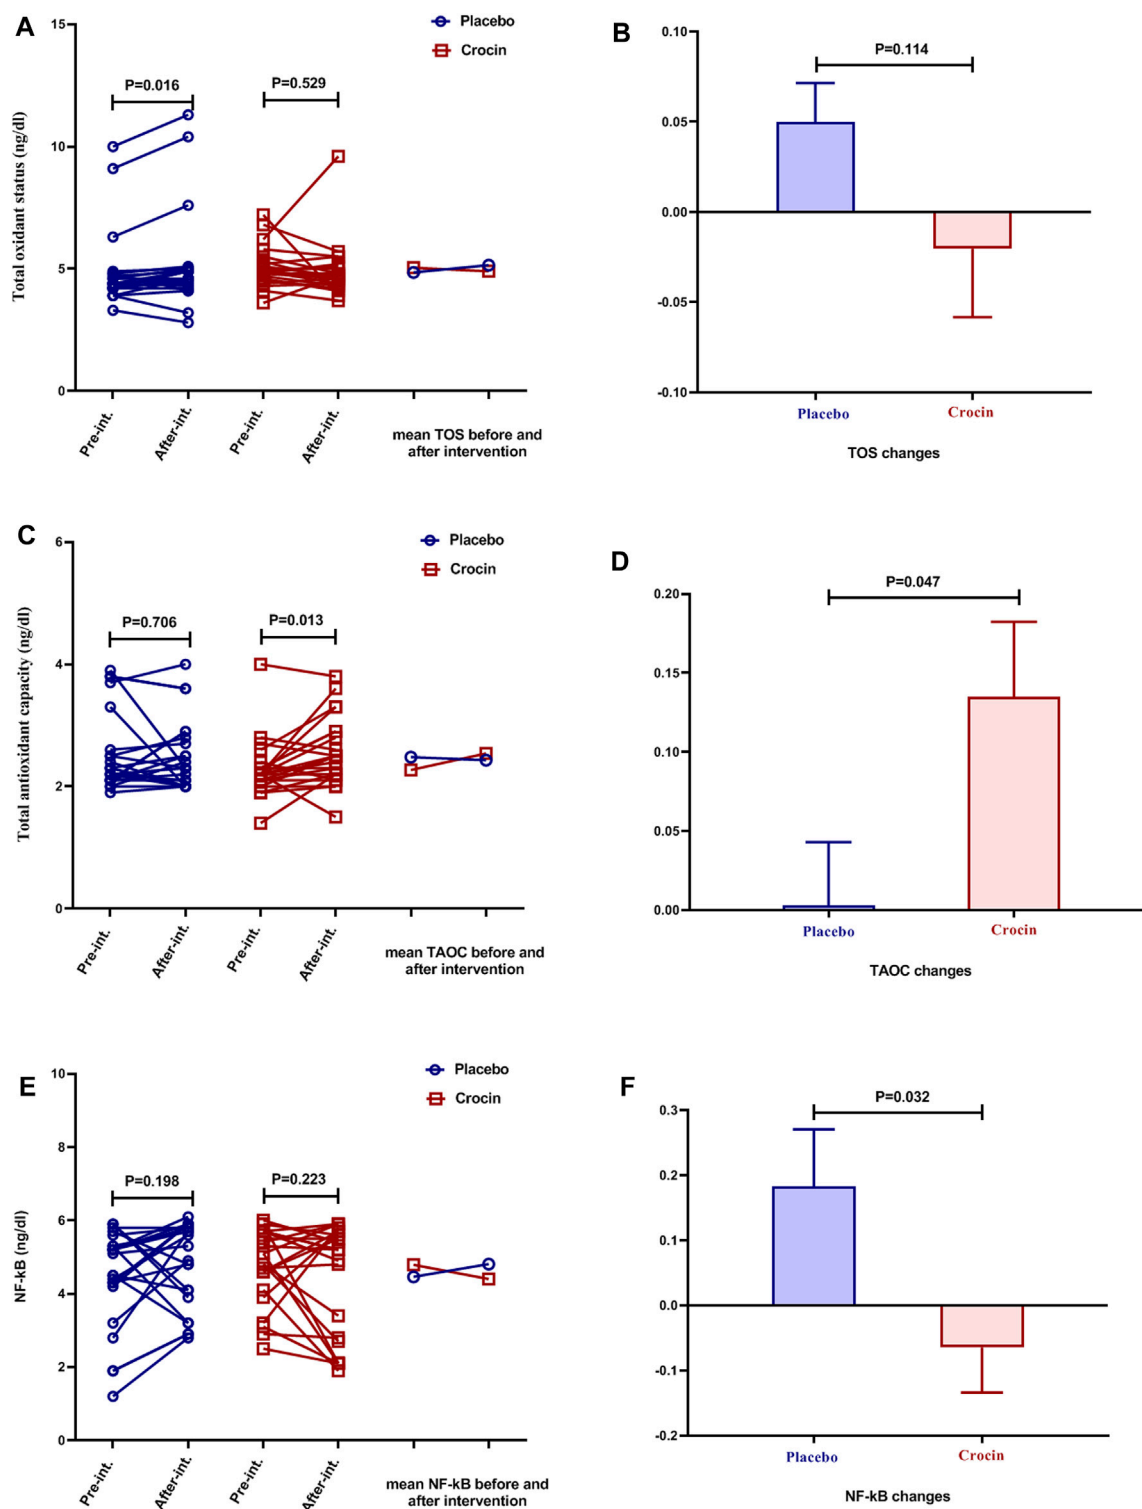 A
Total oxidant status (ng/dl)
15
10
5
0
Placebo
Crocin
P=0.016
P=0.529
Pre-int.
After-int.
Pre-int.
After-int.
mean TOS before and
after intervention
B
0.10
0.05
0.00
-0.05
-0.10
P=0.114
Placebo
Crocin
TOS changes
C
Total antioxidant capacity (ng/dl)
6
4
2
0
Placebo
Crocin
P=0.706
P=0.013
Pre-int.
After-int.
Pre-int.
After-int.
mean TAOC before and
after intervention
D
0.20
0.15
0.10
0.05
0.00
P=0.047
Placebo
Crocin
TAOC changes
E
NF-kB (ng/dl)
10
8
6
4
2
0
Placebo
Crocin
P=0.198
P=0.223
Pre-int.
After-int.
Pre-int.
After-int.
mean NF-kB before and
after intervention
F
0.3
0.2
0.1
0.0
-0.1
-0.2
P=0.032
Placebo
Crocin
NF-kB changes